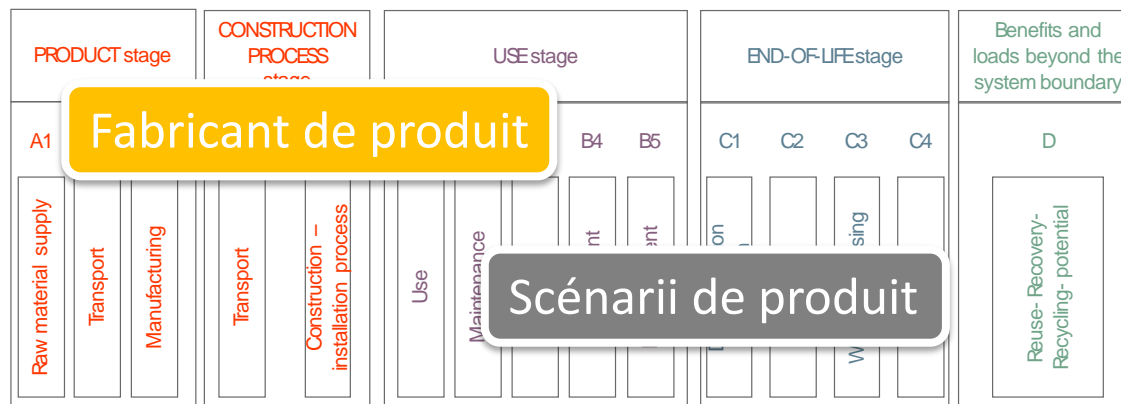 PRODUCT stage
CONSTRUCTION
PROCESS
stage
USE stage
END-OF-LIFE stage
Benefits and
loads beyond the
system boundary
Fabricant de produit
A1
B4
B5
C1
C2
C3
C4
D
Raw material supply
Transport
Manufacturing
Transport
Construction –
installation process
Use
Maintenance
Scénarii de produit
Reuse- Recovery-
Recycling- potential